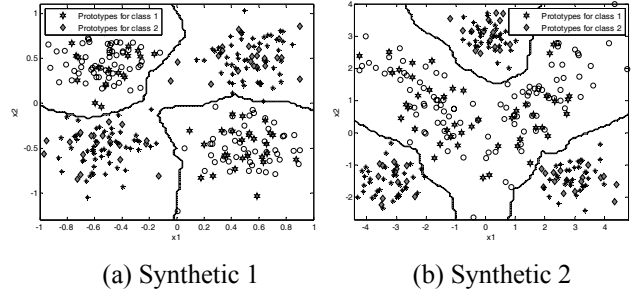 Prototypes for class 1
Prototypes for class 2
1
0.5
0
-0.5
-1
x2
-1 -0.8 -0.6 -0.4 -0.2 0 0.2 0.4 0.6 0.8 1
x1
(a) Synthetic 1
Prototypes for class 1
Prototypes for class 2
4
3
2
1
0
-1
-2
x2
-4 -3 -2 -1 0 1 2 3 4
x1
(b) Synthetic 2